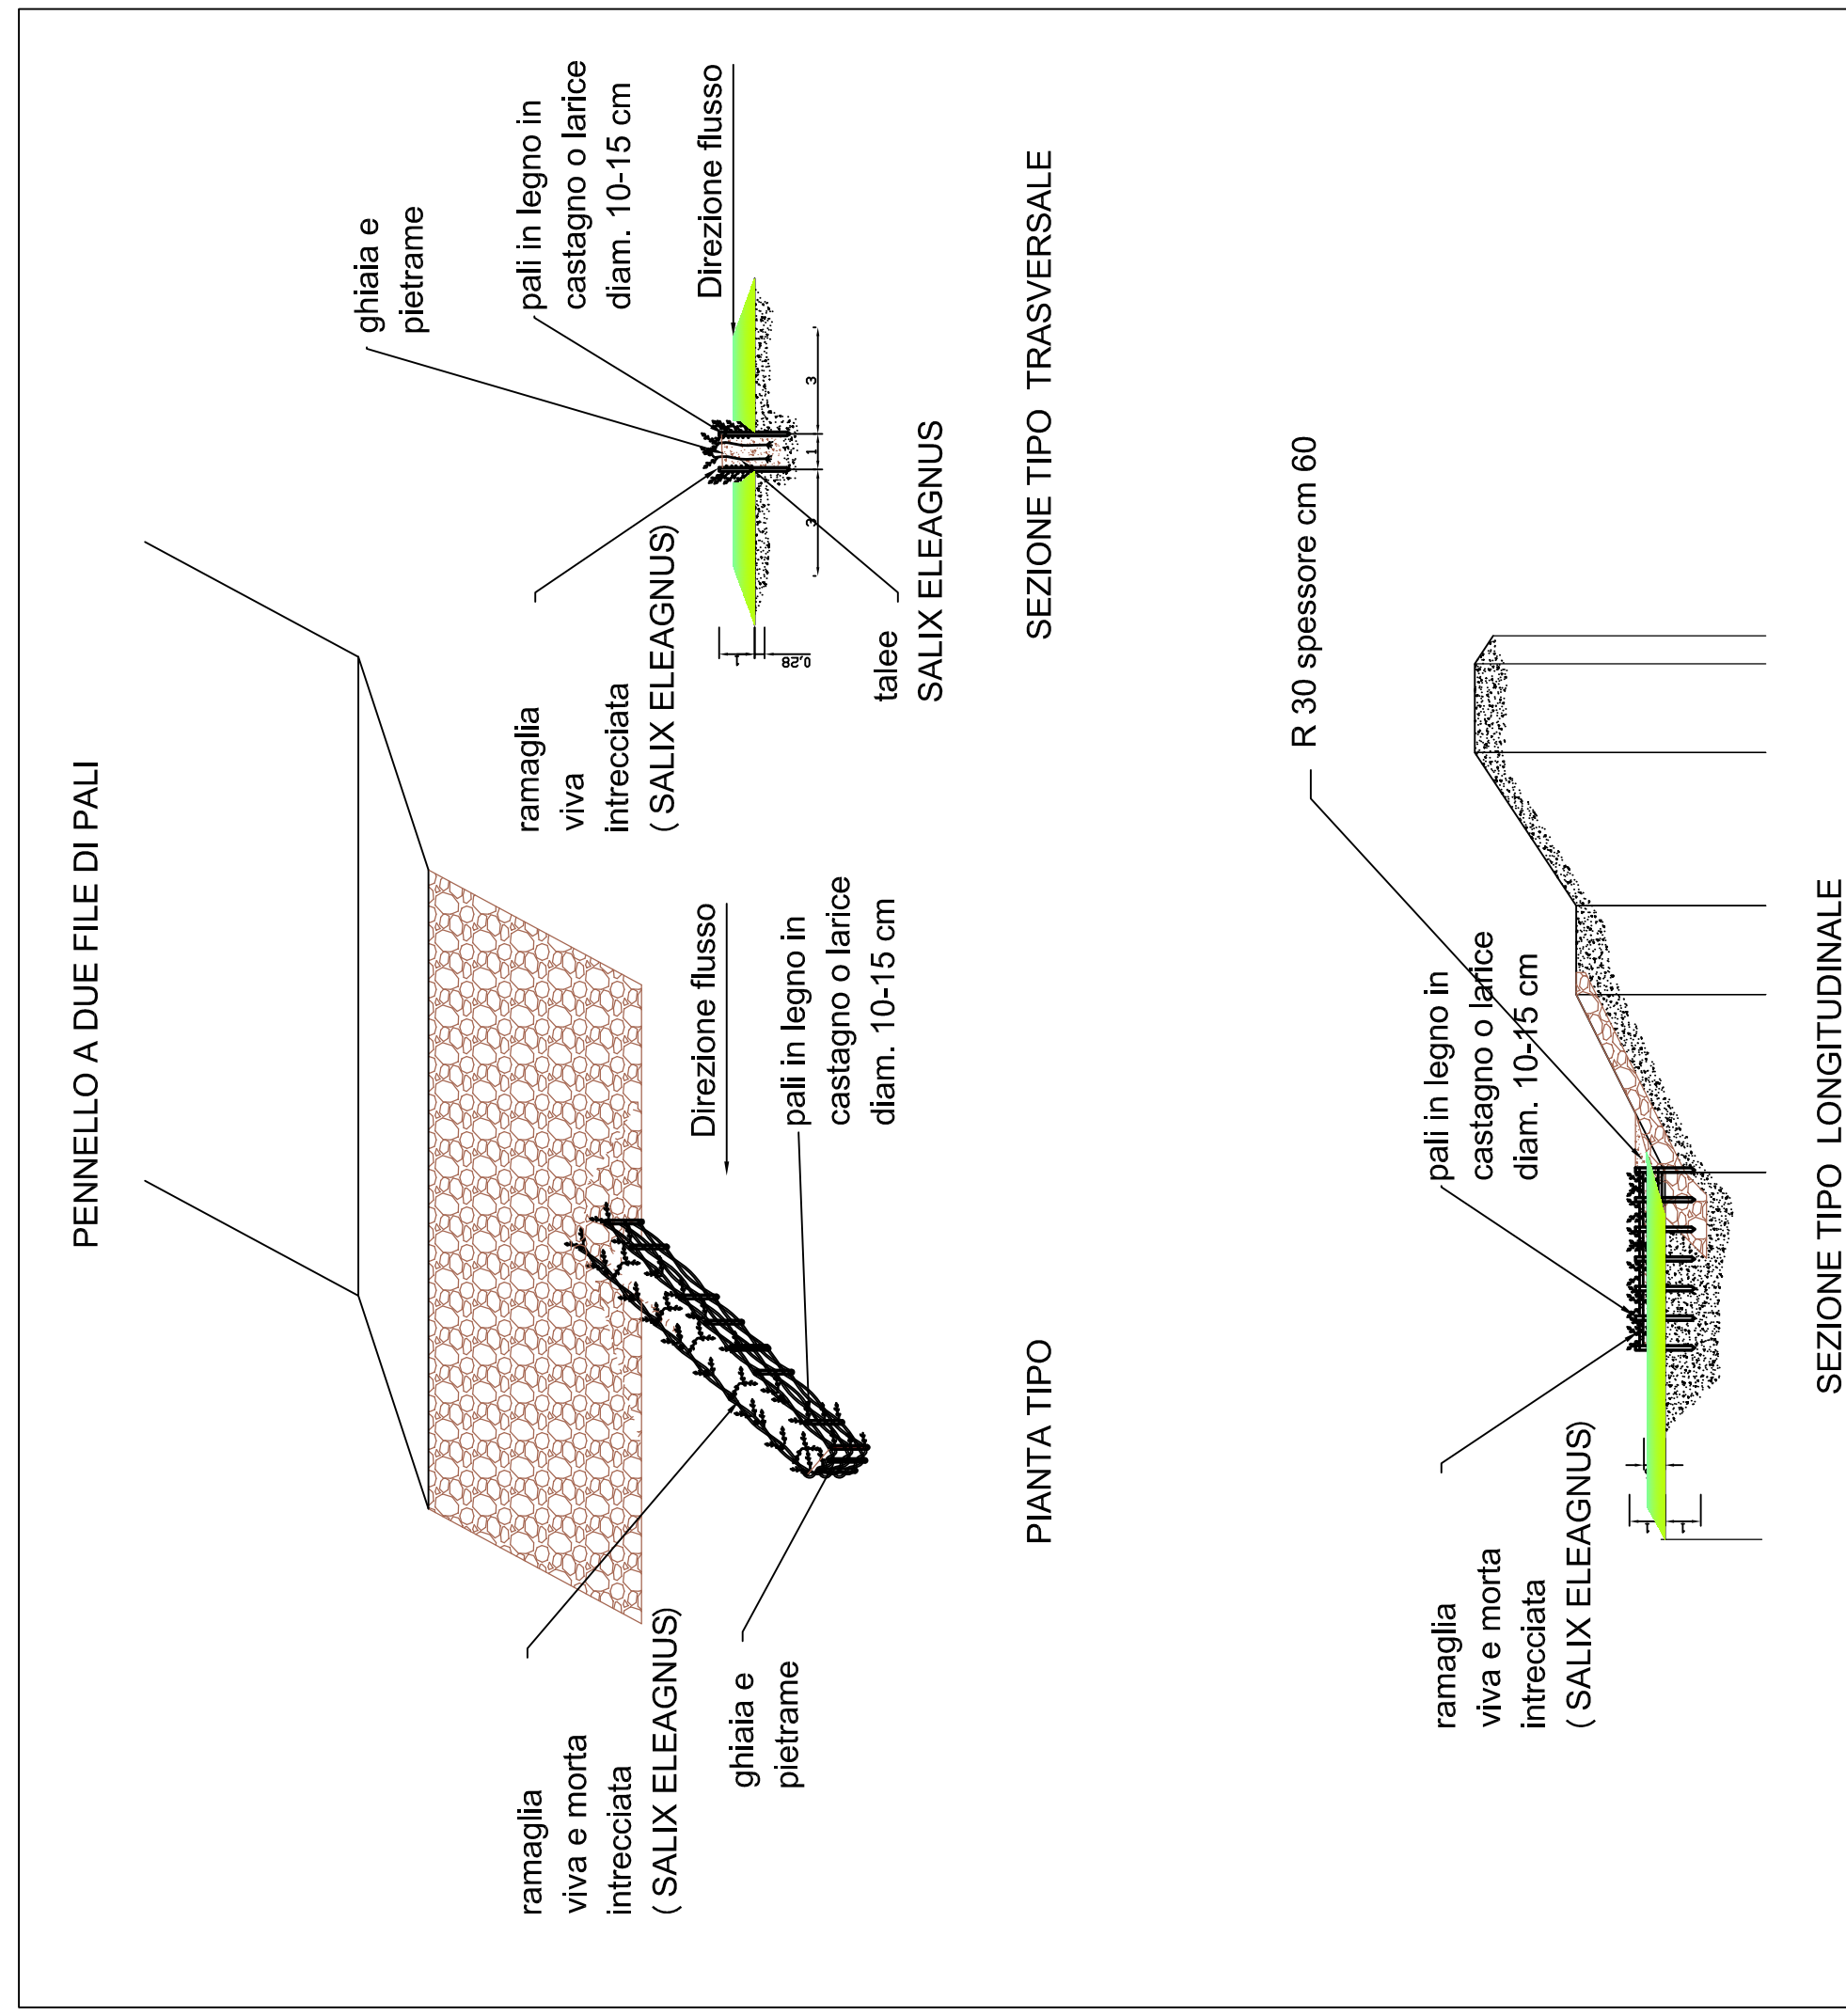 PENNELLO A DUE FILE DI PALI
ramaglia
viva e morta
intrecciata
( SALIX ELEAGNUS)
ghiaia e
pietrame
Direzione flusso
pali in legno in
castagno o larice
diam. 10-15 cm
PIANTA TIPO
ghiaia e
pietrame
pali in legno in
castagno o larice
diam. 10-15 cm
Direzione flusso
ramaglia
viva
intrecciata
( SALIX ELEAGNUS)
talee
SALIX ELEAGNUS
1
0,28
3
1
3
SEZIONE TIPO TRASVERSALE
R 30 spessore cm 60
pali in legno in
castagno o larice
diam. 10-15 cm
ramaglia
viva e morta
intrecciata
( SALIX ELEAGNUS)
1
1
SEZIONE TIPO LONGITUDINALE